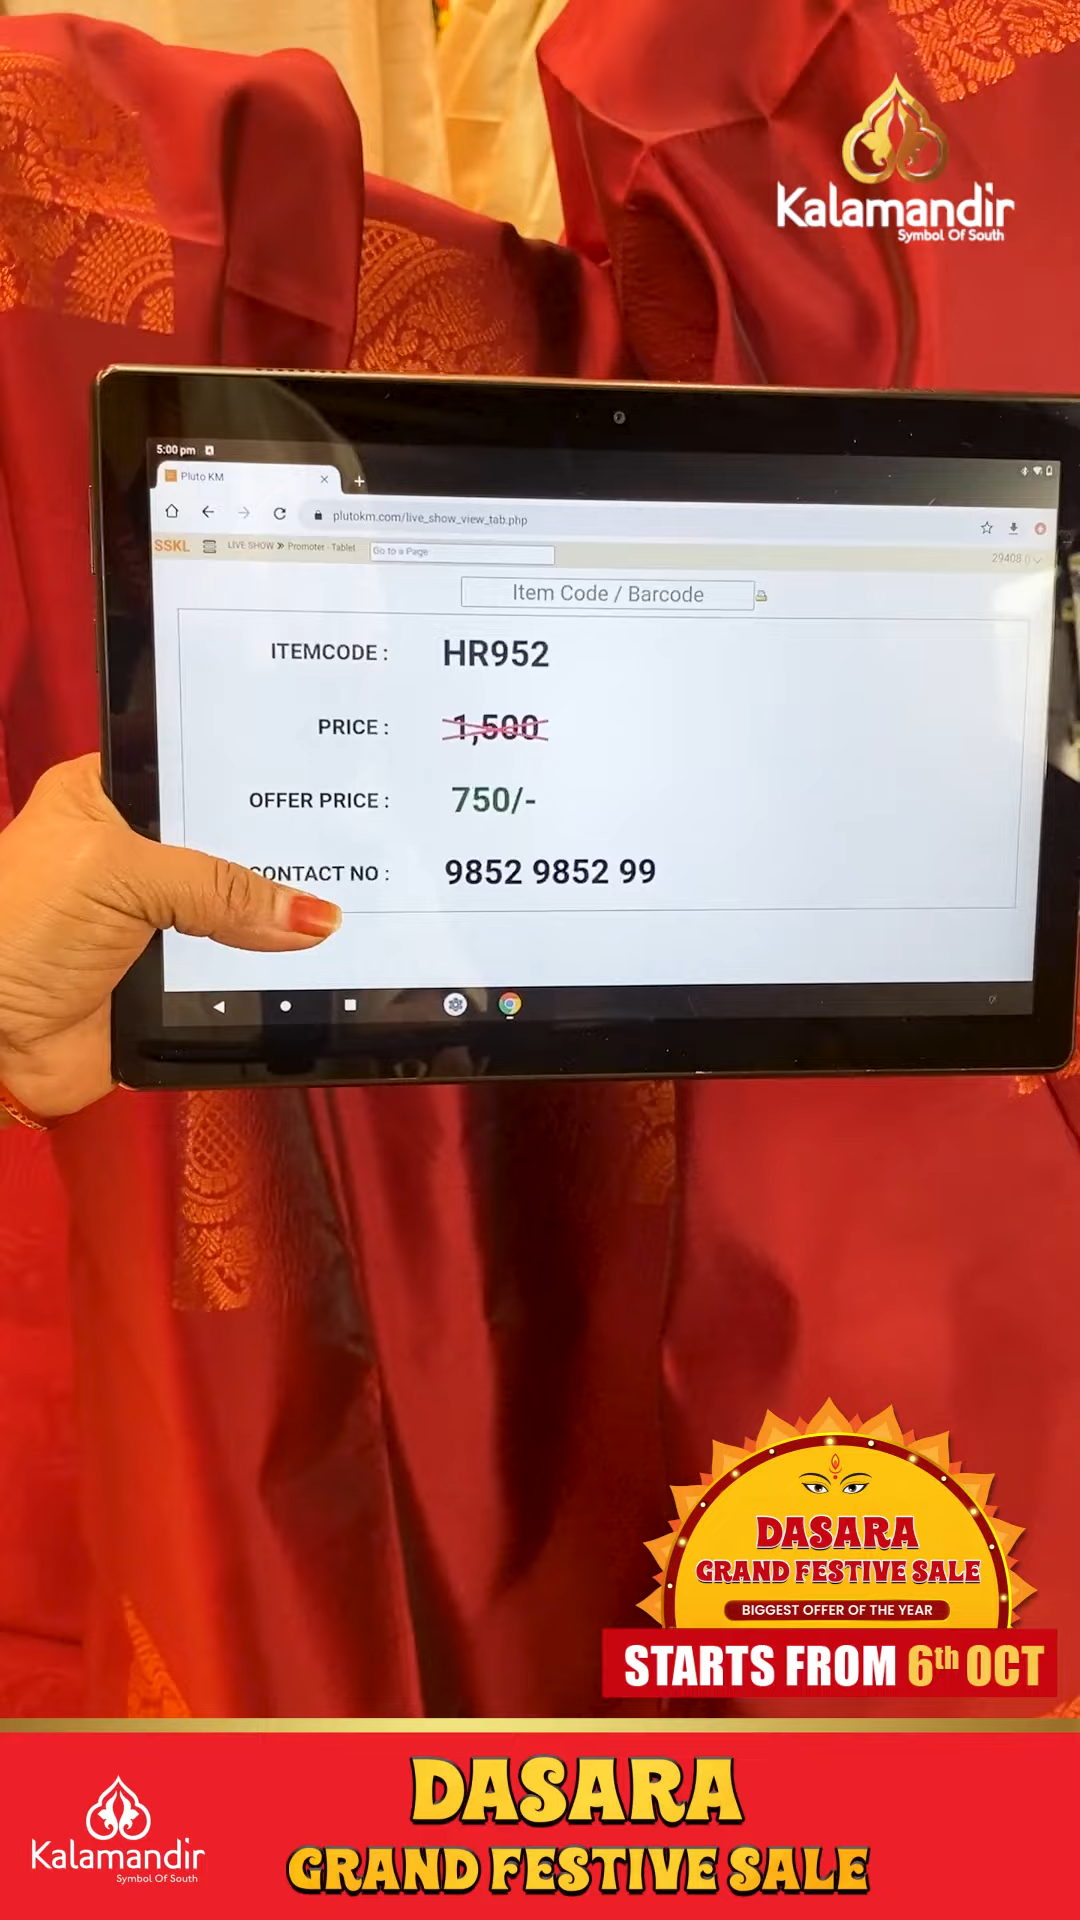 Kalamandir
Symbol Of South
5:00 pm
Pluto KM
plutokm.com/live_show_view_tab.php
SSKL
LIVE SHOW » Promoter - Tablet
Go to a Page
29408 ()
Item Code / Barcode
ITEMCODE : HR952
PRICE : 1,500
OFFER PRICE : 750/-
CONTACT NO : 9852 9852 99
DASARA
GRAND FESTIVE SALE
BIGGEST OFFER OF THE YEAR
STARTS FROM 6th OCT
Kalamandir
Symbol Of South
DASARA
GRAND FESTIVE SALE